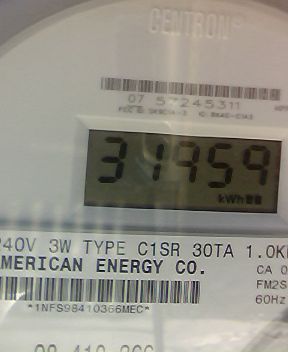 CENTRON®
07 57245311
31959
kWh
240V 3W TYPE C1SR 30TA 1.0K
AMERICAN ENERGY CO.
CA 0
FM2S
60Hz
*1NFS98410366MEC*